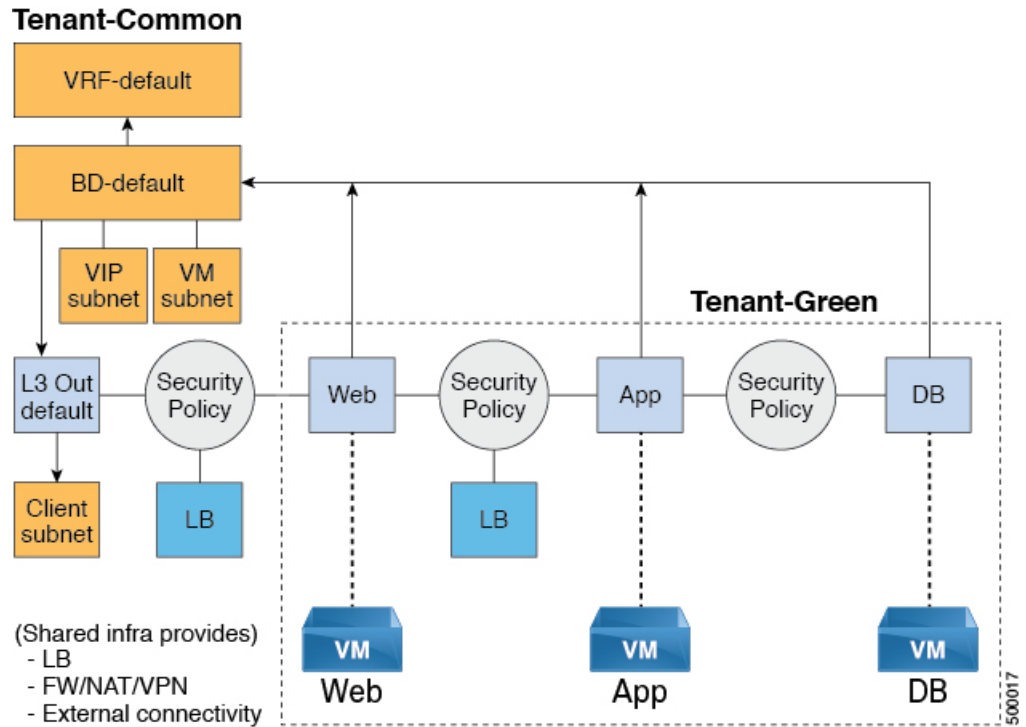 Tenant-Common
VRF-default
BD-default
VIP
subnet
VM
subnet
Tenant-Green
L3 Out
default
Security
Policy
Web
Security
Policy
App
Security
Policy
DB
Client
subnet
LB
LB
(Shared infra provides)
- LB
- FW/NAT/VPN
- External connectivity
VM
Web
VM
App
VM
DB
500017